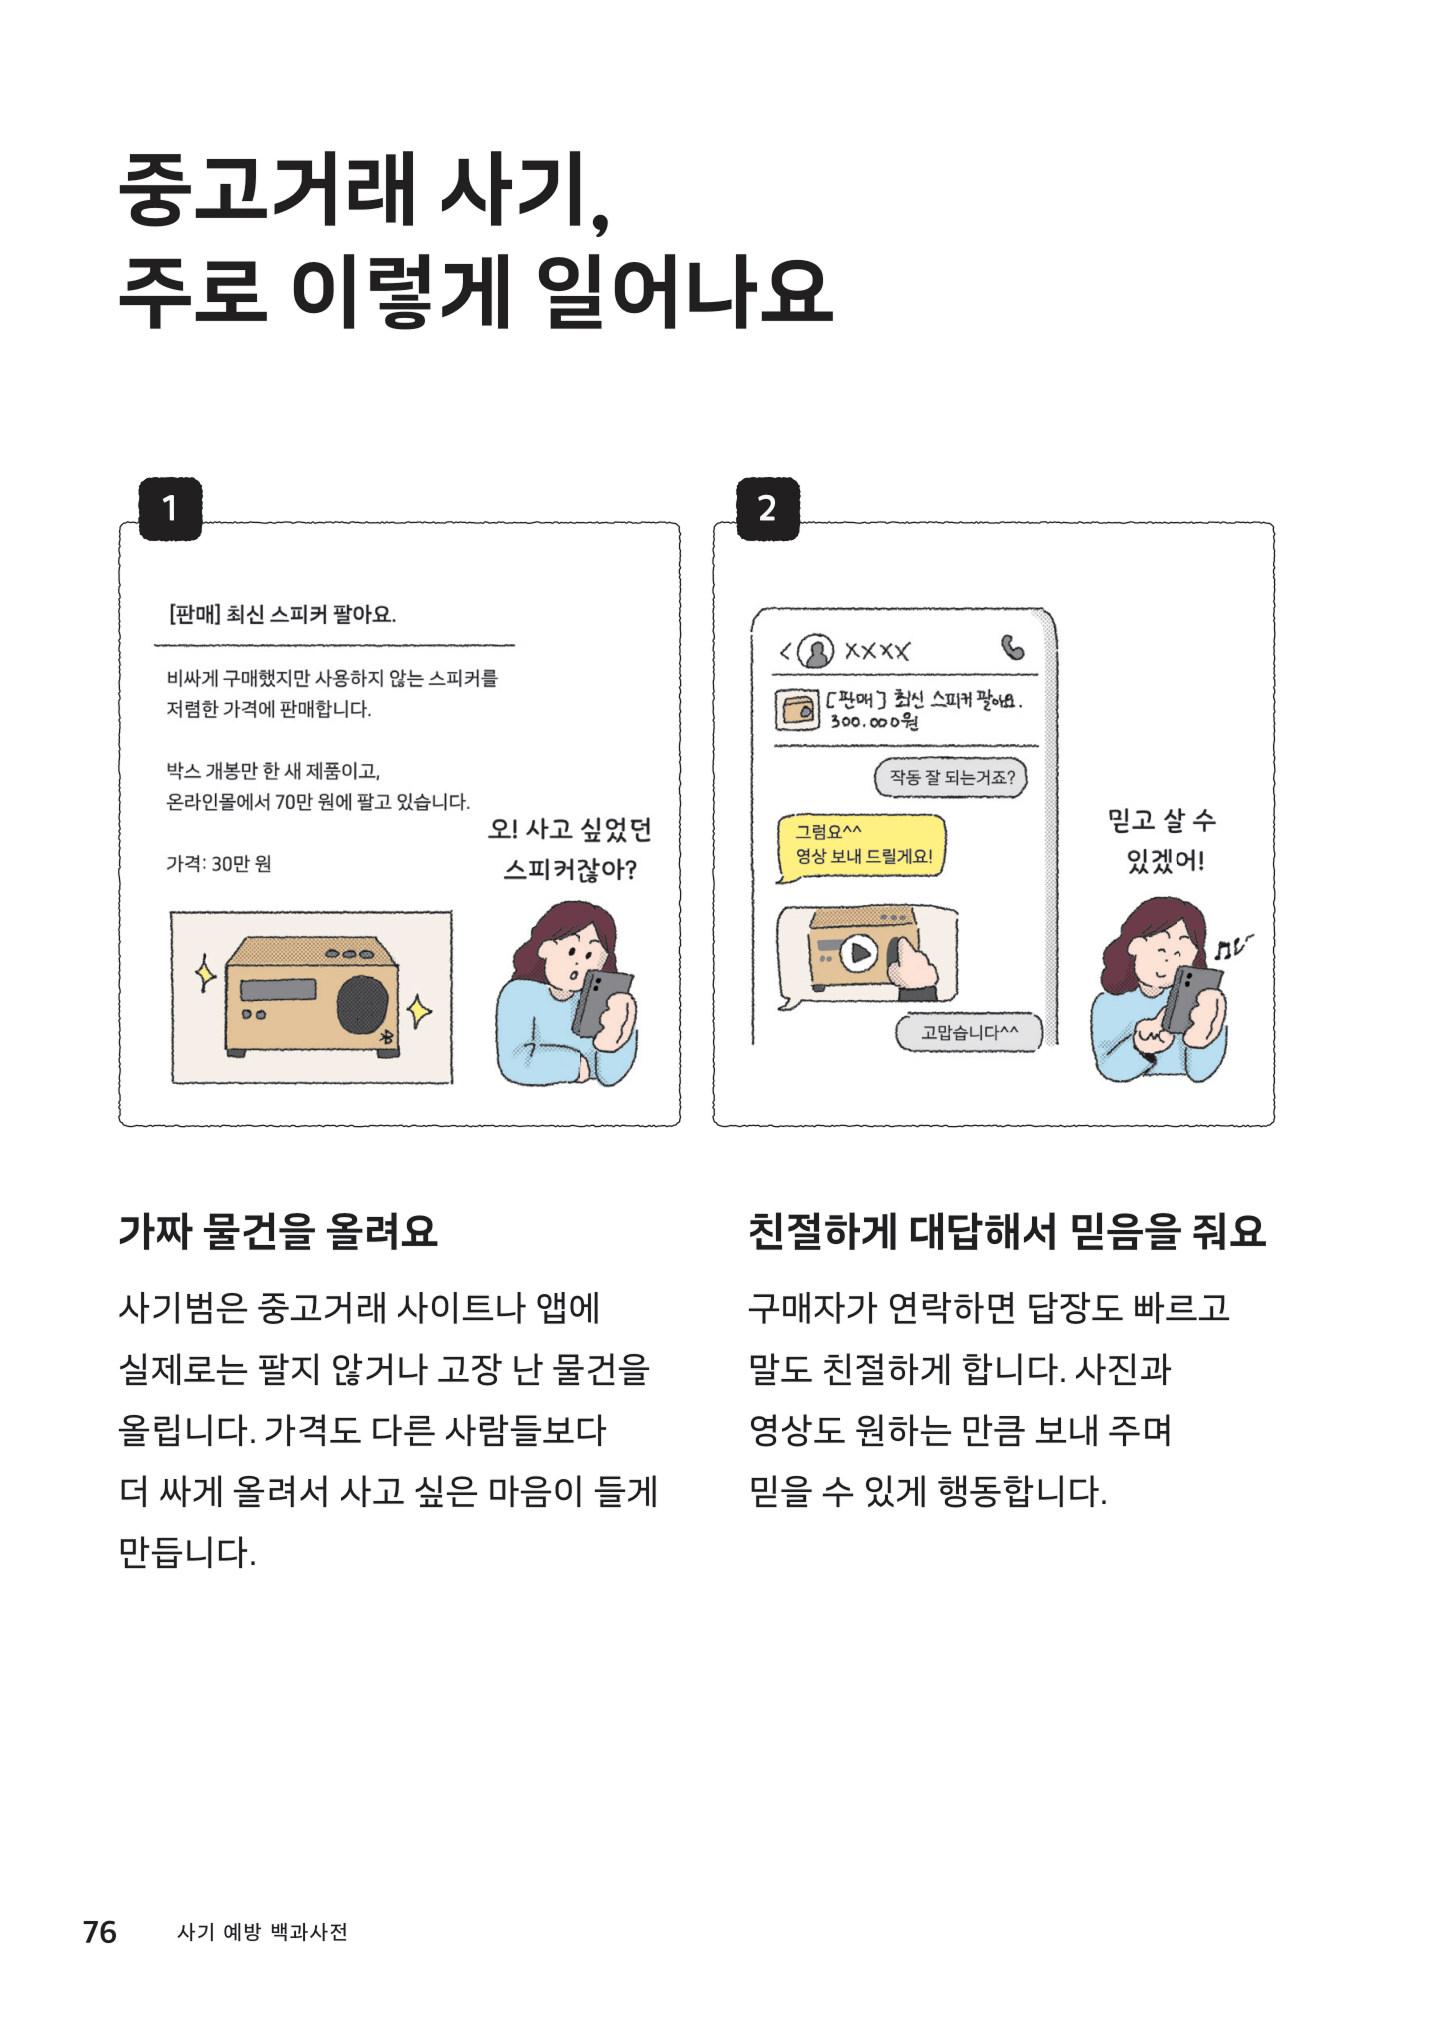 중고거래 사기,
주로 이렇게 일어나요
1
[판매] 최신 스피커 팔아요.
비싸게 구매했지만 사용하지 않는 스피커를
저렴한 가격에 판매합니다.
박스 개봉만 한 새 제품이고,
온라인몰에서 70만 원에 팔고 있습니다.
가격: 30만 원
오! 사고 싶었던
스피커잖아?
2
< XXXX
[판매] 최신 스피커 팔아요.
300.000원
작동 잘 되는거죠?
그럼요^^
영상 보내 드릴게요!
고맙습니다^^
믿고 살 수
있겠어!
가짜 물건을 올려요
사기범은 중고거래 사이트나 앱에
실제로는 팔지 않거나 고장 난 물건을
올립니다. 가격도 다른 사람들보다
더 싸게 올려서 사고 싶은 마음이 들게
만듭니다.
친절하게 대답해서 믿음을 줘요
구매자가 연락하면 답장도 빠르고
말도 친절하게 합니다. 사진과
영상도 원하는 만큼 보내 주며
믿을 수 있게 행동합니다.
76 사기 예방 백과사전